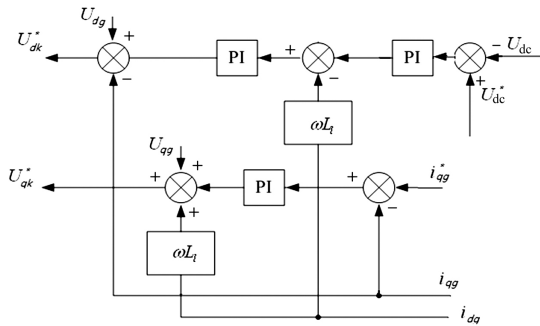 U_dg
+
U*_dk
−
PI
+
−
PI
−
U_dc
+
U*_dc
ωL_l
U_qg
+
U*_qk
+
+
+
PI
+
i*_qg
−
ωL_l
i_qg
i_dg